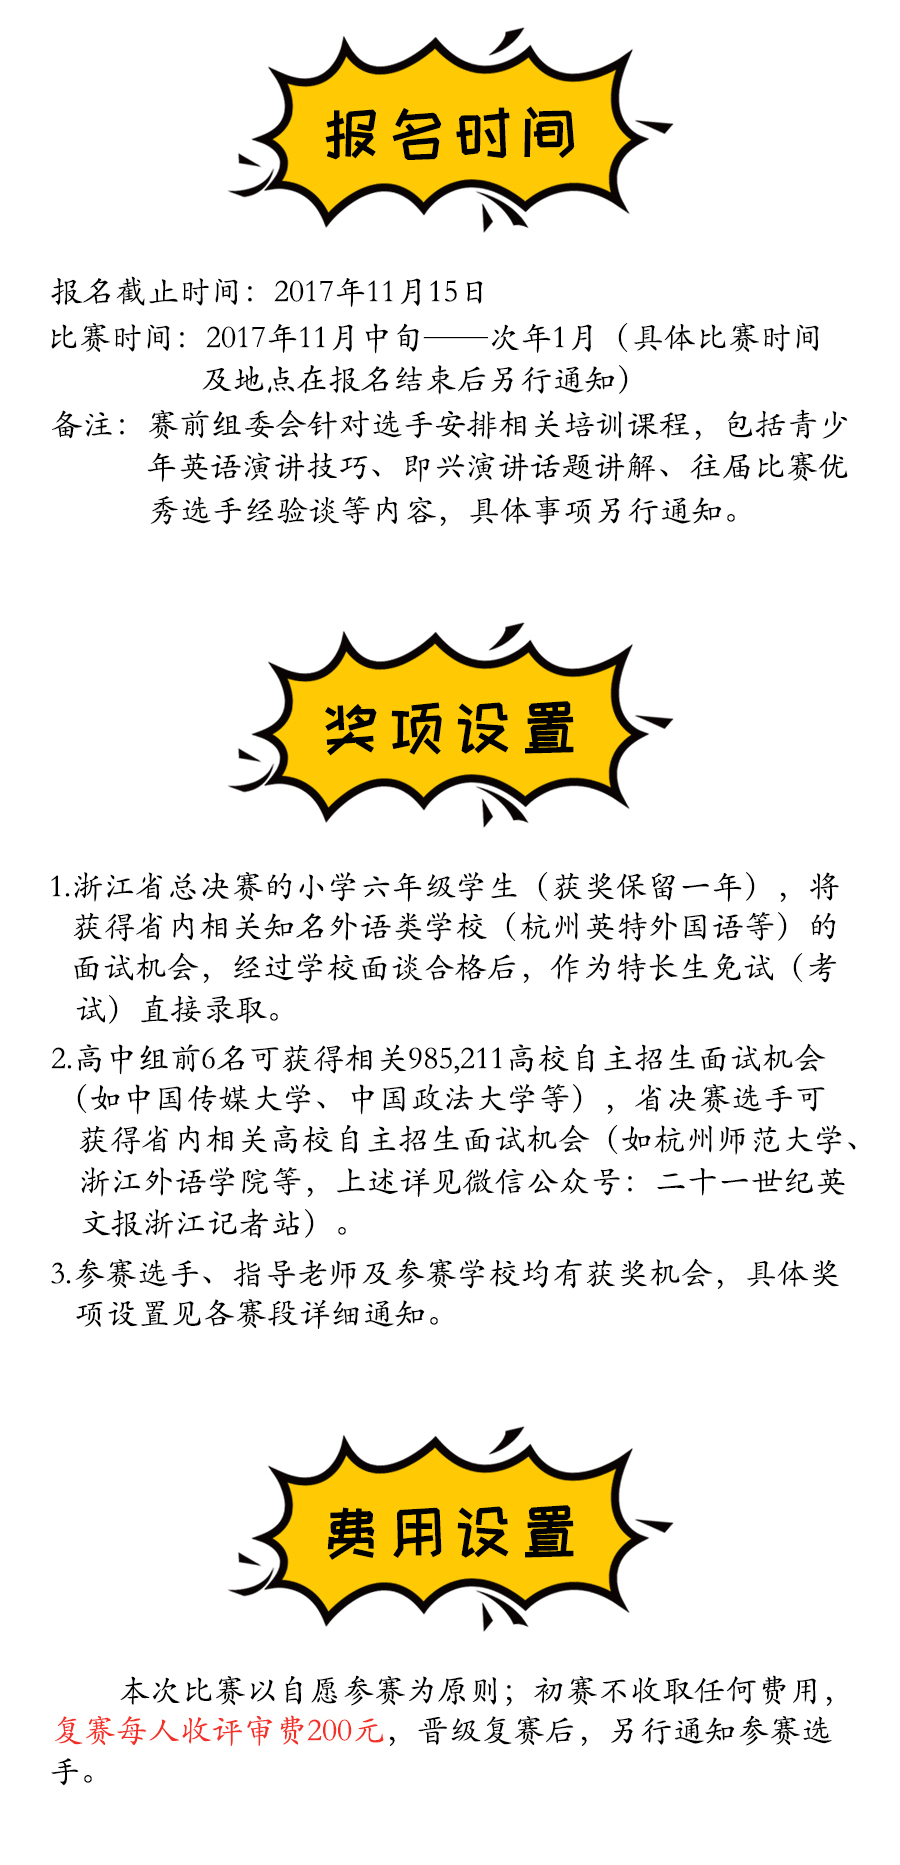 报名时间
报名截止时间：2017年11月15日
比赛时间：2017年11月中旬——次年1月（具体比赛时间
及地点在报名结束后另行通知）
备注：赛前组委会针对选手安排相关培训课程，包括青少
年英语演讲技巧、即兴演讲话题讲解、往届比赛优
秀选手经验谈等内容，具体事项另行通知。
奖项设置
1.浙江省总决赛的小学六年级学生（获奖保留一年），将
获得省内相关知名外语类学校（杭州英特外国语等）的
面试机会，经过学校面谈合格后，作为特长生免试（考
试）直接录取。
2.高中组前6名可获得相关985,211高校自主招生面试机会
（如中国传媒大学、中国政法大学等），省决赛选手可
获得省内相关高校自主招生面试机会（如杭州师范大学、
浙江外语学院等，上述详见微信公众号：二十一世纪英
文报浙江记者站）。
3.参赛选手、指导老师及参赛学校均有获奖机会，具体奖
项设置见各赛段详细通知。
费用设置
本次比赛以自愿参赛为原则；初赛不收取任何费用，
复赛每人收评审费200元，晋级复赛后，另行通知参赛选
手。